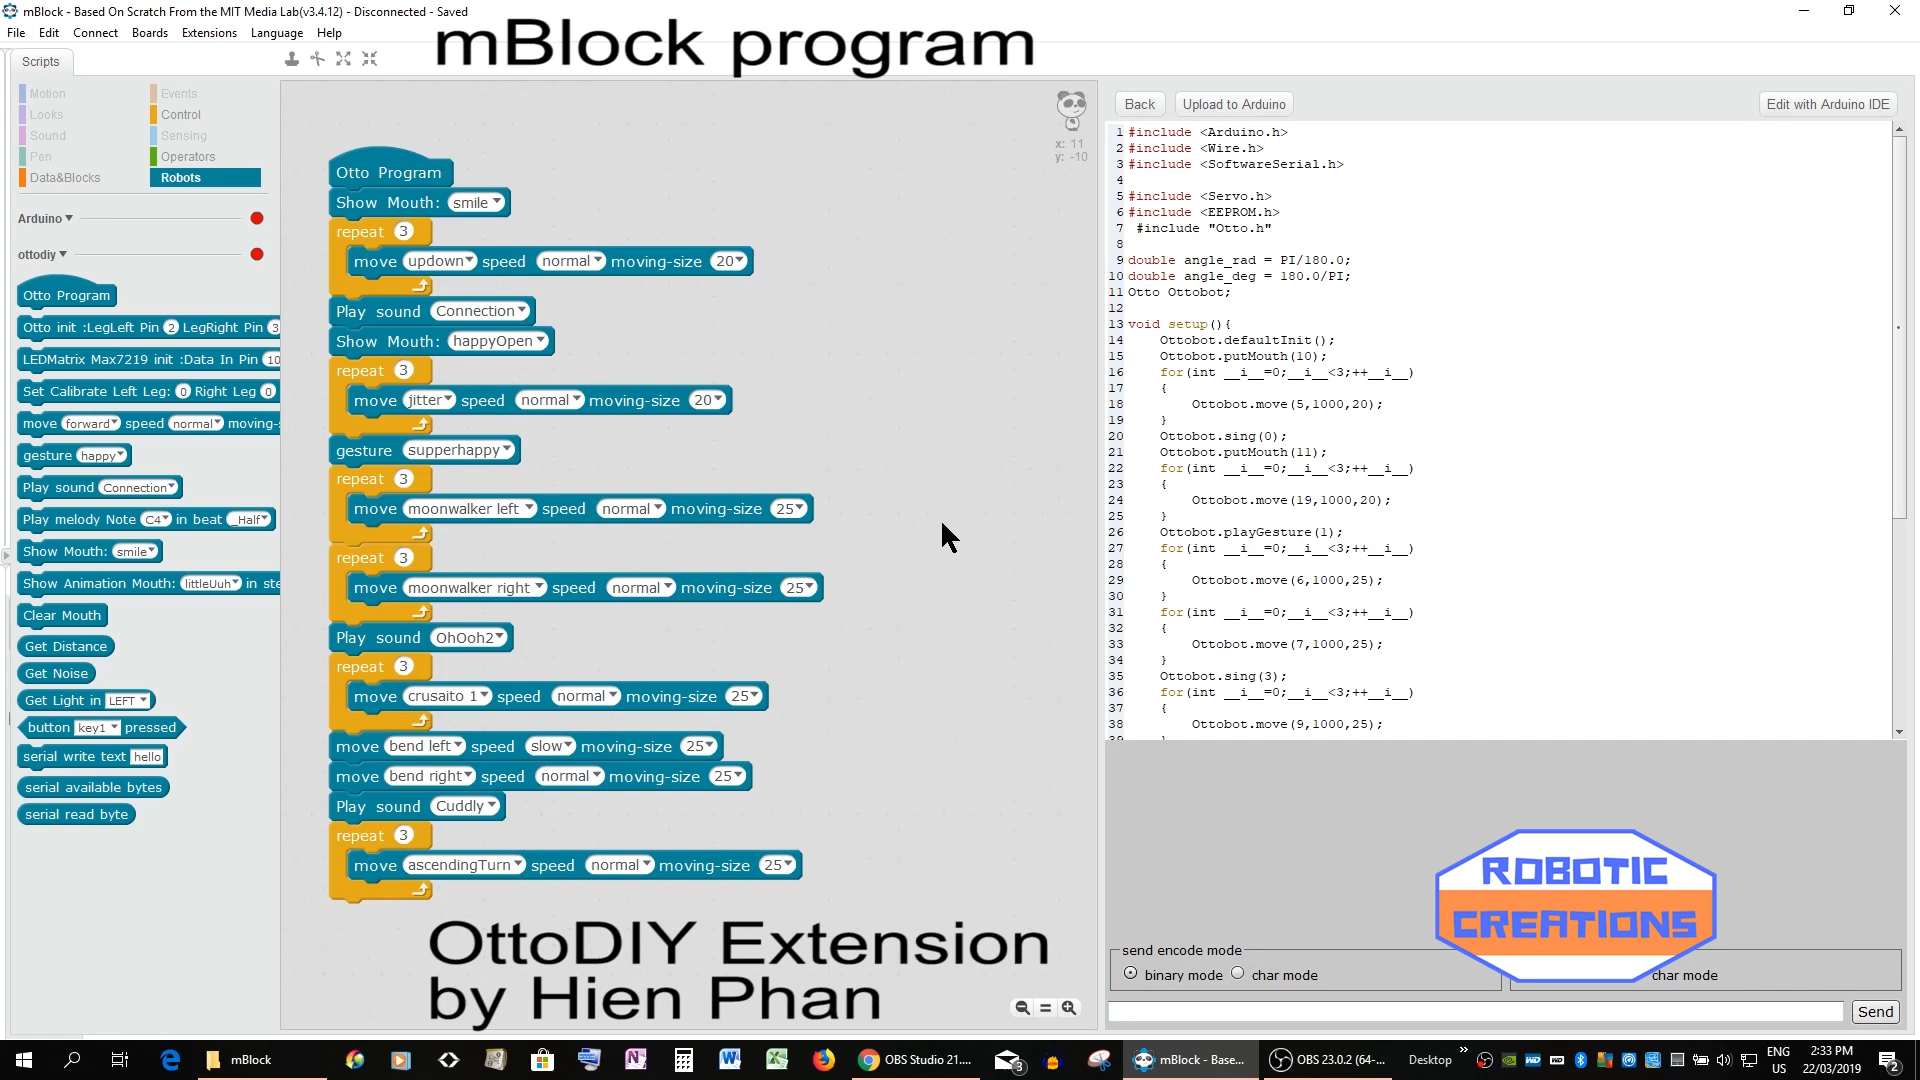 mBlock - Based On Scratch From the MIT Media Lab(v3.4.12) - Disconnected - Saved
File Edit Connect Boards Extensions Language Help
mBlock program
Scripts
Motion Events
Looks Control
Sound Sensing
Pen Operators
Data&Blocks Robots
Arduino
ottodiy
Otto Program
Otto init :LegLeft Pin 2 LegRight Pin 3
LEDMatrix Max7219 init :Data In Pin 10
Set Calibrate Left Leg: 0 Right Leg 0
move forward speed normal moving-
gesture happy
Play sound Connection
Play melody Note C4 in beat _Half
Show Mouth: smile
Show Animation Mouth: littleUuh in ste
Clear Mouth
Get Distance
Get Noise
Get Light in LEFT
button key1 pressed
serial write text hello
serial available bytes
serial read byte
x: 11
y: -10
Otto Program
Show Mouth: smile
repeat 3
move updown speed normal moving-size 20
Play sound Connection
Show Mouth: happyOpen
repeat 3
move jitter speed normal moving-size 20
gesture supperhappy
repeat 3
move moonwalker left speed normal moving-size 25
repeat 3
move moonwalker right speed normal moving-size 25
Play sound OhOoh2
repeat 3
move crusaito 1 speed normal moving-size 25
move bend left speed slow moving-size 25
move bend right speed normal moving-size 25
Play sound Cuddly
repeat 3
move ascendingTurn speed normal moving-size 25
OttoDIY Extension
by Hien Phan
Back Upload to Arduino Edit with Arduino IDE
1 #include <Arduino.h>
2 #include <Wire.h>
3 #include <SoftwareSerial.h>
4
5 #include <Servo.h>
6 #include <EEPROM.h>
7 #include "Otto.h"
8
9 double angle_rad = PI/180.0;
10 double angle_deg = 180.0/PI;
11 Otto Ottobot;
12
13 void setup(){
14 Ottobot.defaultInit();
15 Ottobot.putMouth(10);
16 for(int __i__=0;__i__<3;++__i__)
17 {
18 Ottobot.move(5,1000,20);
19 }
20 Ottobot.sing(0);
21 Ottobot.putMouth(11);
22 for(int __i__=0;__i__<3;++__i__)
23 {
24 Ottobot.move(19,1000,20);
25 }
26 Ottobot.playGesture(1);
27 for(int __i__=0;__i__<3;++__i__)
28 {
29 Ottobot.move(6,1000,25);
30 }
31 for(int __i__=0;__i__<3;++__i__)
32 {
33 Ottobot.move(7,1000,25);
34 }
35 Ottobot.sing(3);
36 for(int __i__=0;__i__<3;++__i__)
37 {
38 Ottobot.move(9,1000,25);
39 }
ROBOTIC
CREATIONS
send encode mode
binary mode char mode char mode
Send
mBlock OBS Studio 21.... 3 mBlock - Base... OBS 23.0.2 (64-... Desktop » ENG US 2:33 PM 22/03/2019 2